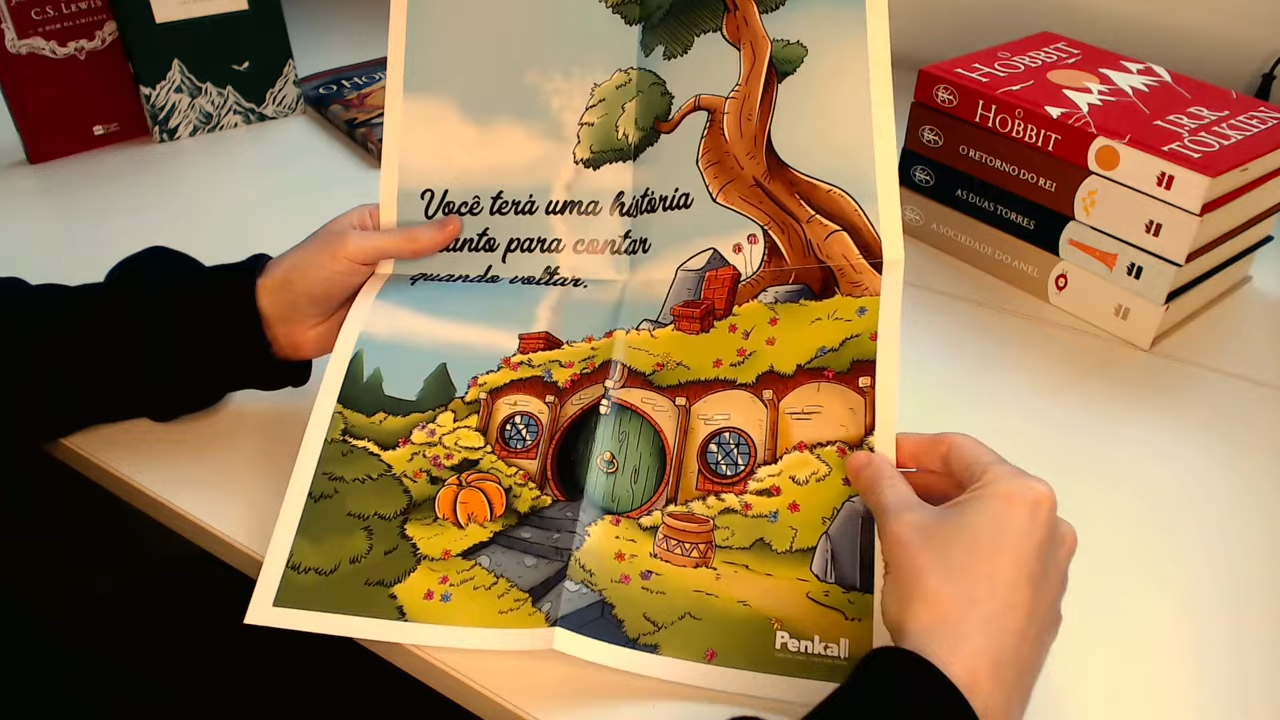 C.S. LEWIS
Você terá uma história
tanto para contar
quando voltar.
Penkall
O HOBBIT
J.R.R.
TOLKIEN
O HOBBIT
O RETORNO DO REI
AS DUAS TORRES
A SOCIEDADE DO ANEL